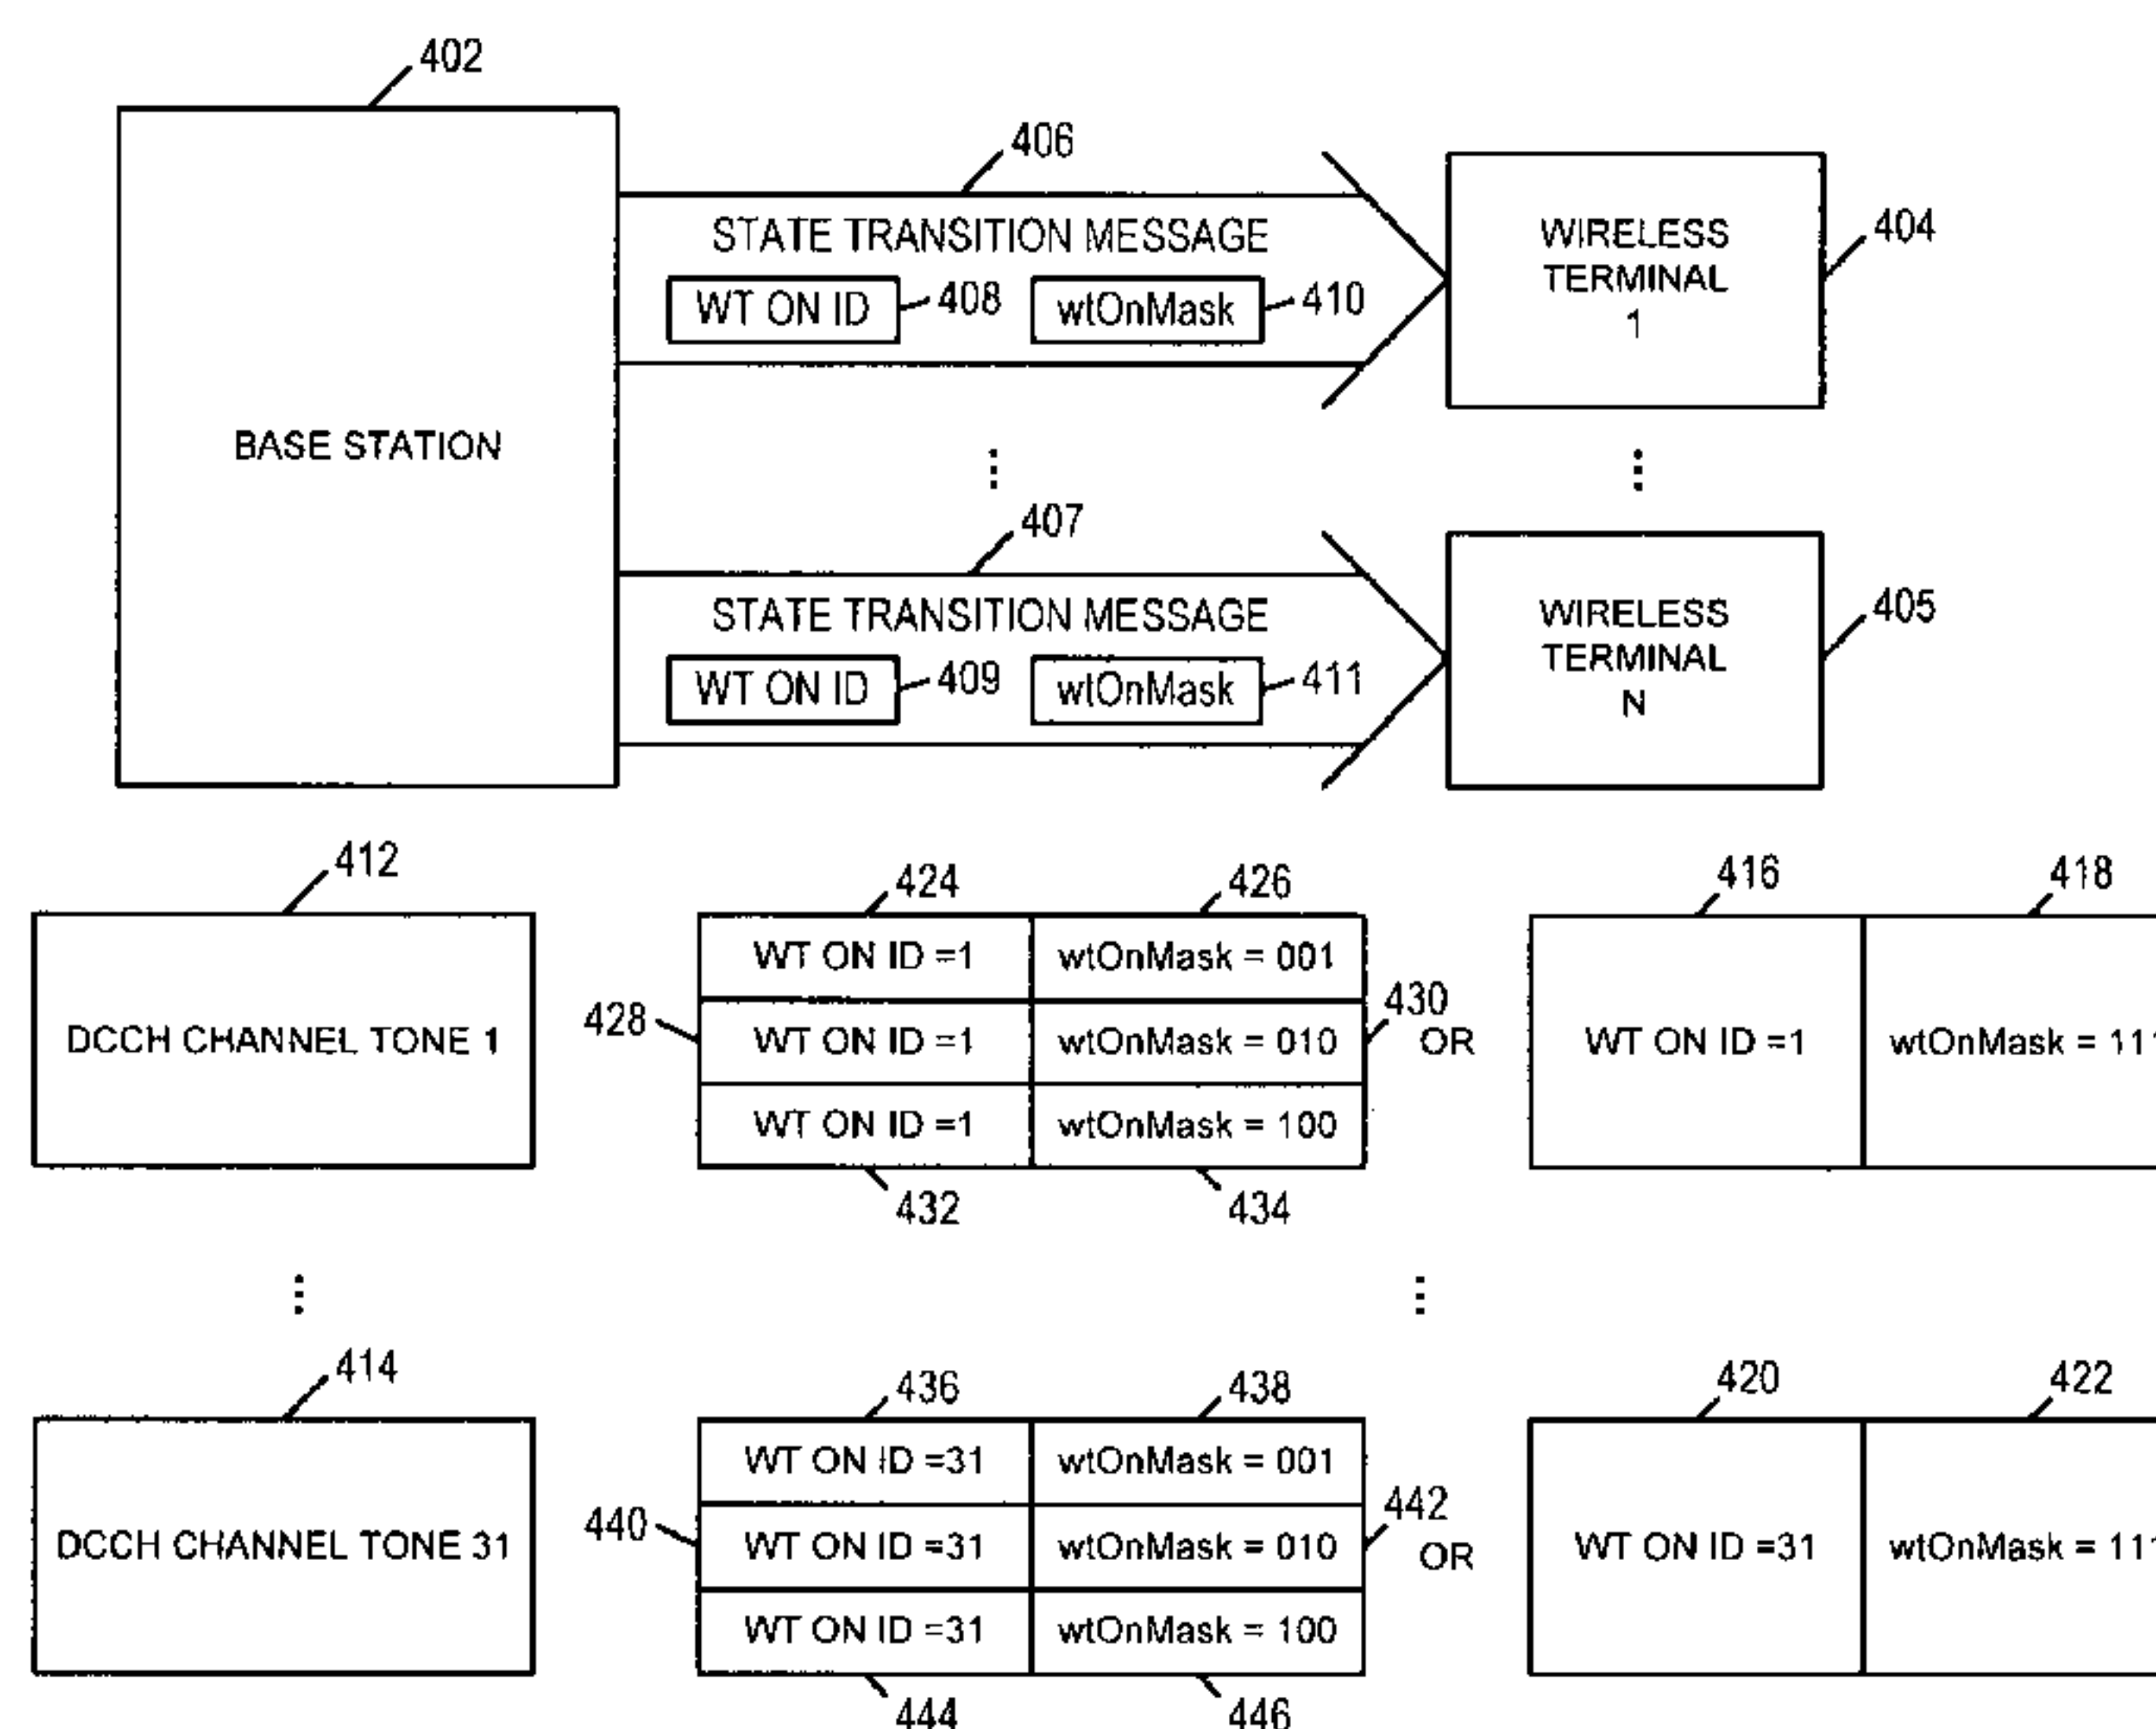 402
406
STATE TRANSITION MESSAGE
WT ON ID
408
wtOnMask
410
WIRELESS
TERMINAL
1
404
BASE STATION
407
STATE TRANSITION MESSAGE
WT ON ID
409
wtOnMask
411
WIRELESS
TERMINAL
N
405
412
424
426
416
418
DCCH CHANNEL TONE 1
WT ON ID =1
wtOnMask = 001
428
WT ON ID =1
wtOnMask = 010
430
OR
WT ON ID =1
wtOnMask = 111
WT ON ID =1
wtOnMask = 100
432
434
414
436
438
420
422
DCCH CHANNEL TONE 31
WT ON ID =31
wtOnMask = 001
440
WT ON ID =31
wtOnMask = 010
442
OR
WT ON ID =31
wtOnMask = 111
WT ON ID =31
wtOnMask = 100
444
446